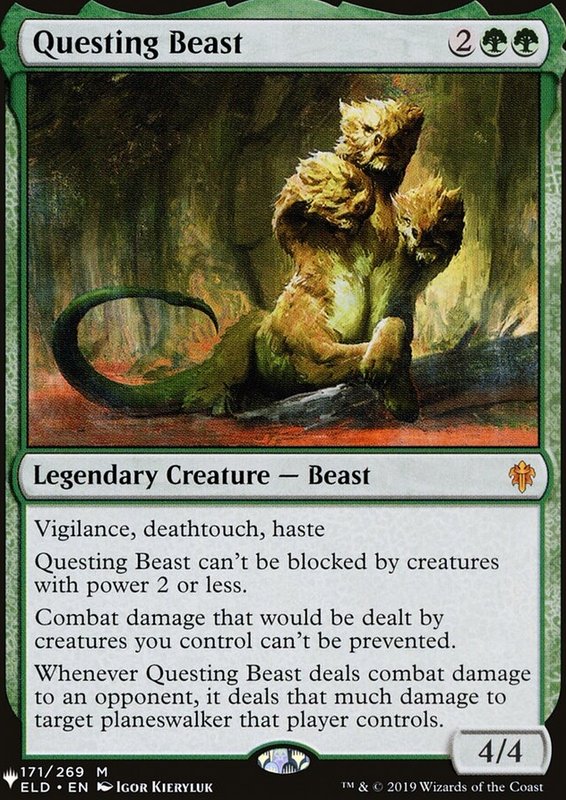 Questing Beast 2
Legendary Creature — Beast
Vigilance, deathtouch, haste
Questing Beast can't be blocked by creatures
with power 2 or less.
Combat damage that would be dealt by
creatures you control can't be prevented.
Whenever Questing Beast deals combat damage
to an opponent, it deals that much damage to
target planeswalker that player controls.
4/4
171/269 M
ELD • EN Igor Kieryluk
™ & © 2019 Wizards of the Coast